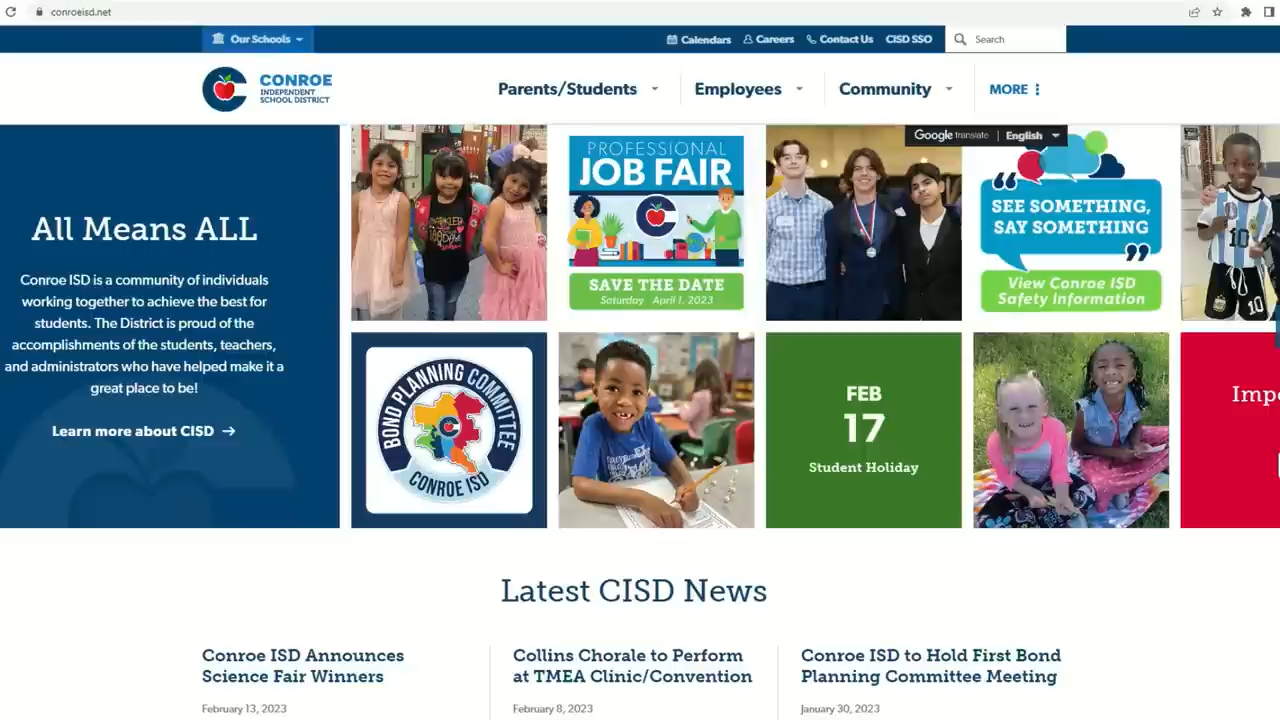 conroeisd.net
Our Schools
Calendars
Careers
Contact Us
CISD SSO
Search
CONROE
INDEPENDENT
SCHOOL DISTRICT
Parents/Students
Employees
Community
MORE
Google translate
English
All Means ALL
Conroe ISD is a community of individuals
working together to achieve the best for
students. The District is proud of the
accomplishments of the students, teachers,
and administrators who have helped make it a
great place to be!
Learn more about CISD →
PROFESSIONAL
JOB FAIR
SAVE THE DATE
Saturday April 1, 2023
SEE SOMETHING,
SAY SOMETHING
View Conroe ISD
Safety Information
10
10
BOND PLANNING COMMITTEE
CONROE ISD
FEB
17
Student Holiday
Latest CISD News
Conroe ISD Announces
Science Fair Winners
February 13, 2023
Collins Chorale to Perform
at TMEA Clinic/Convention
February 8, 2023
Conroe ISD to Hold First Bond
Planning Committee Meeting
January 30, 2023